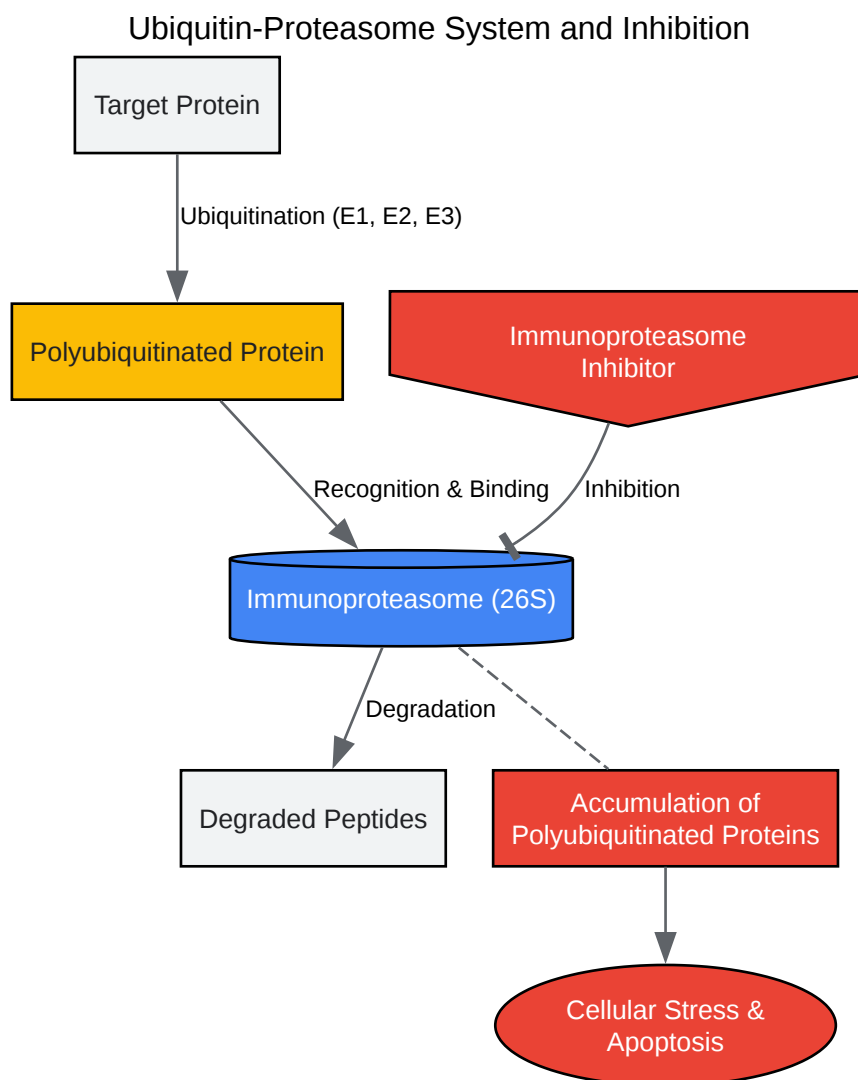 Ubiquitin-Proteasome System and Inhibition
Target Protein
Ubiquitination (E1, E2, E3)
Polyubiquitinated Protein
Immunoproteasome
Inhibitor
Recognition & Binding
Inhibition
Immunoproteasome (26S)
Degradation
Degraded Peptides
Accumulation of
Polyubiquitinated Proteins
Cellular Stress &
Apoptosis